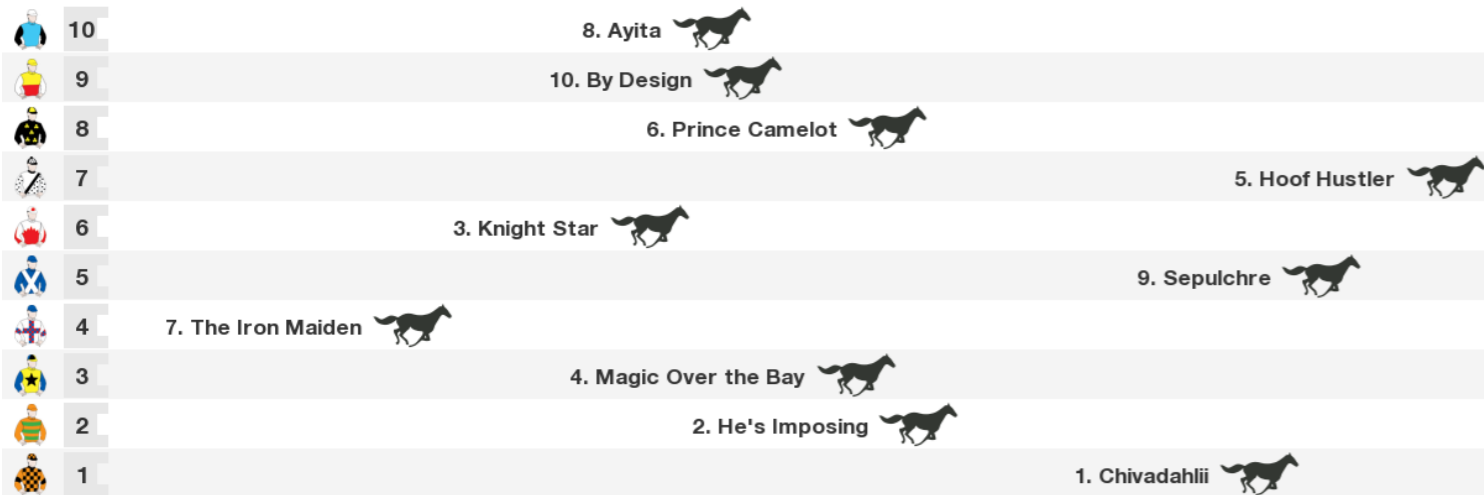 10 8. Ayita
9 10. By Design
8 6. Prince Camelot
7 5. Hoof Hustler
6 3. Knight Star
5 9. Sepulchre
4 7. The Iron Maiden
3 4. Magic Over the Bay
2 2. He's Imposing
1 1. Chivadahlii